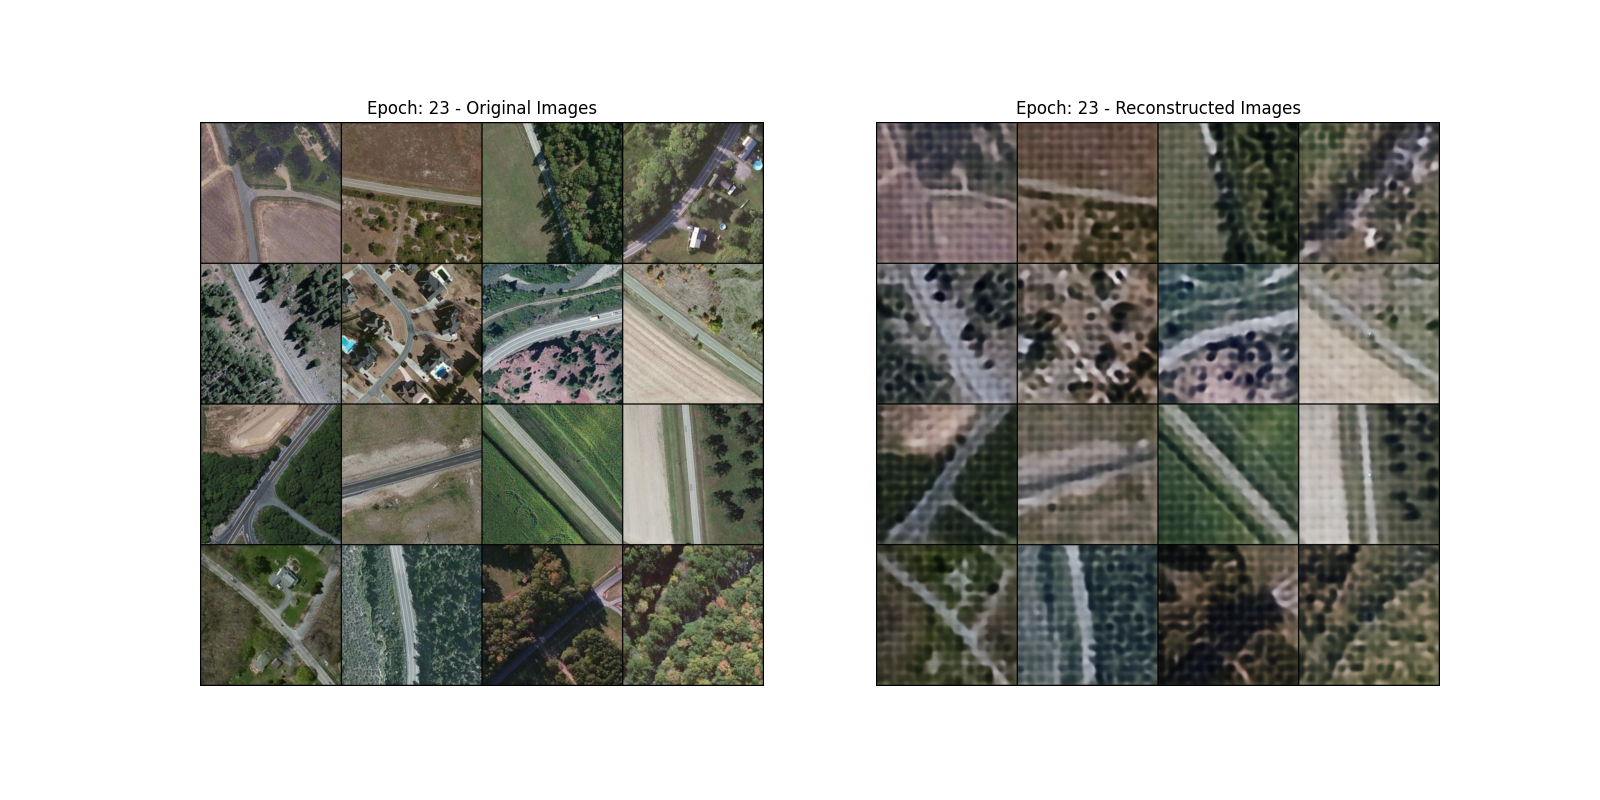 Epoch: 23 - Original Images
Epoch: 23 - Reconstructed Images